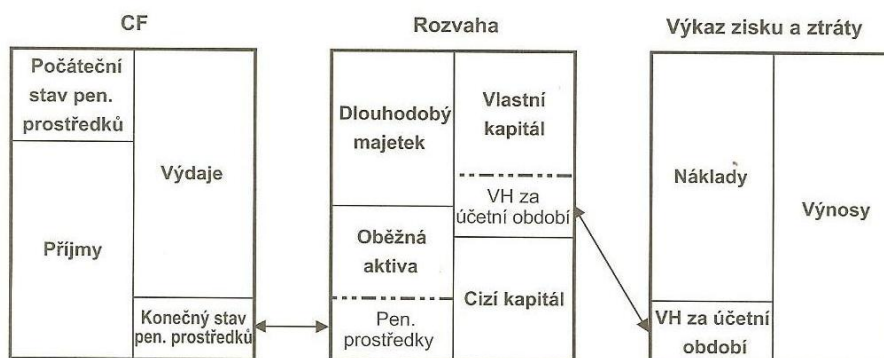 CF
Počáteční
stav pen.
prostředků
Příjmy
Výdaje
Konečný stav
pen. prostředků
Rozvaha
Dlouhodobý
majetek
Oběžná
aktiva
Pen.
prostředky
Vlastní
kapitál
VH za
účetní období
Cizí kapitál
Výkaz zisku a ztráty
Náklady
VH za účetní
období
Výnosy